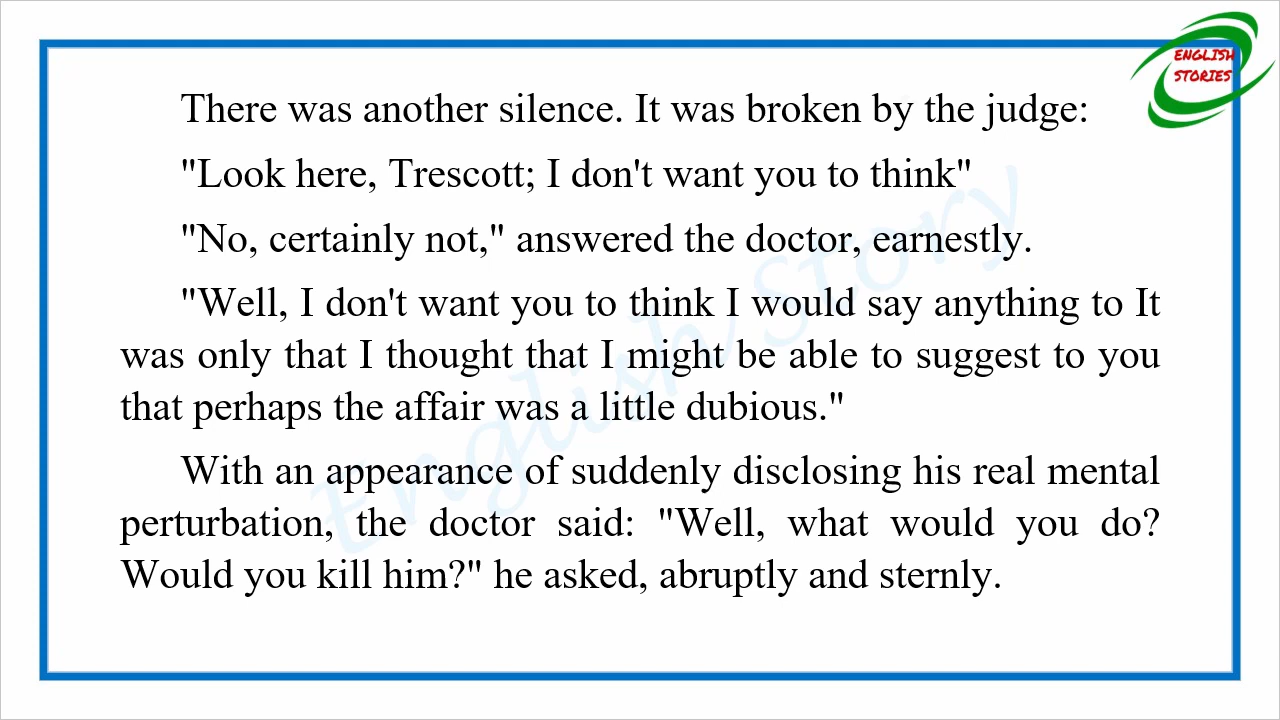 ENGLISH
STORIES
There was another silence. It was broken by the judge:
"Look here, Trescott; I don't want you to think"
"No, certainly not," answered the doctor, earnestly.
"Well, I don't want you to think I would say anything to It
was only that I thought that I might be able to suggest to you
that perhaps the affair was a little dubious."
With an appearance of suddenly disclosing his real mental
perturbation, the doctor said: "Well, what would you do?
Would you kill him?" he asked, abruptly and sternly.
English Story